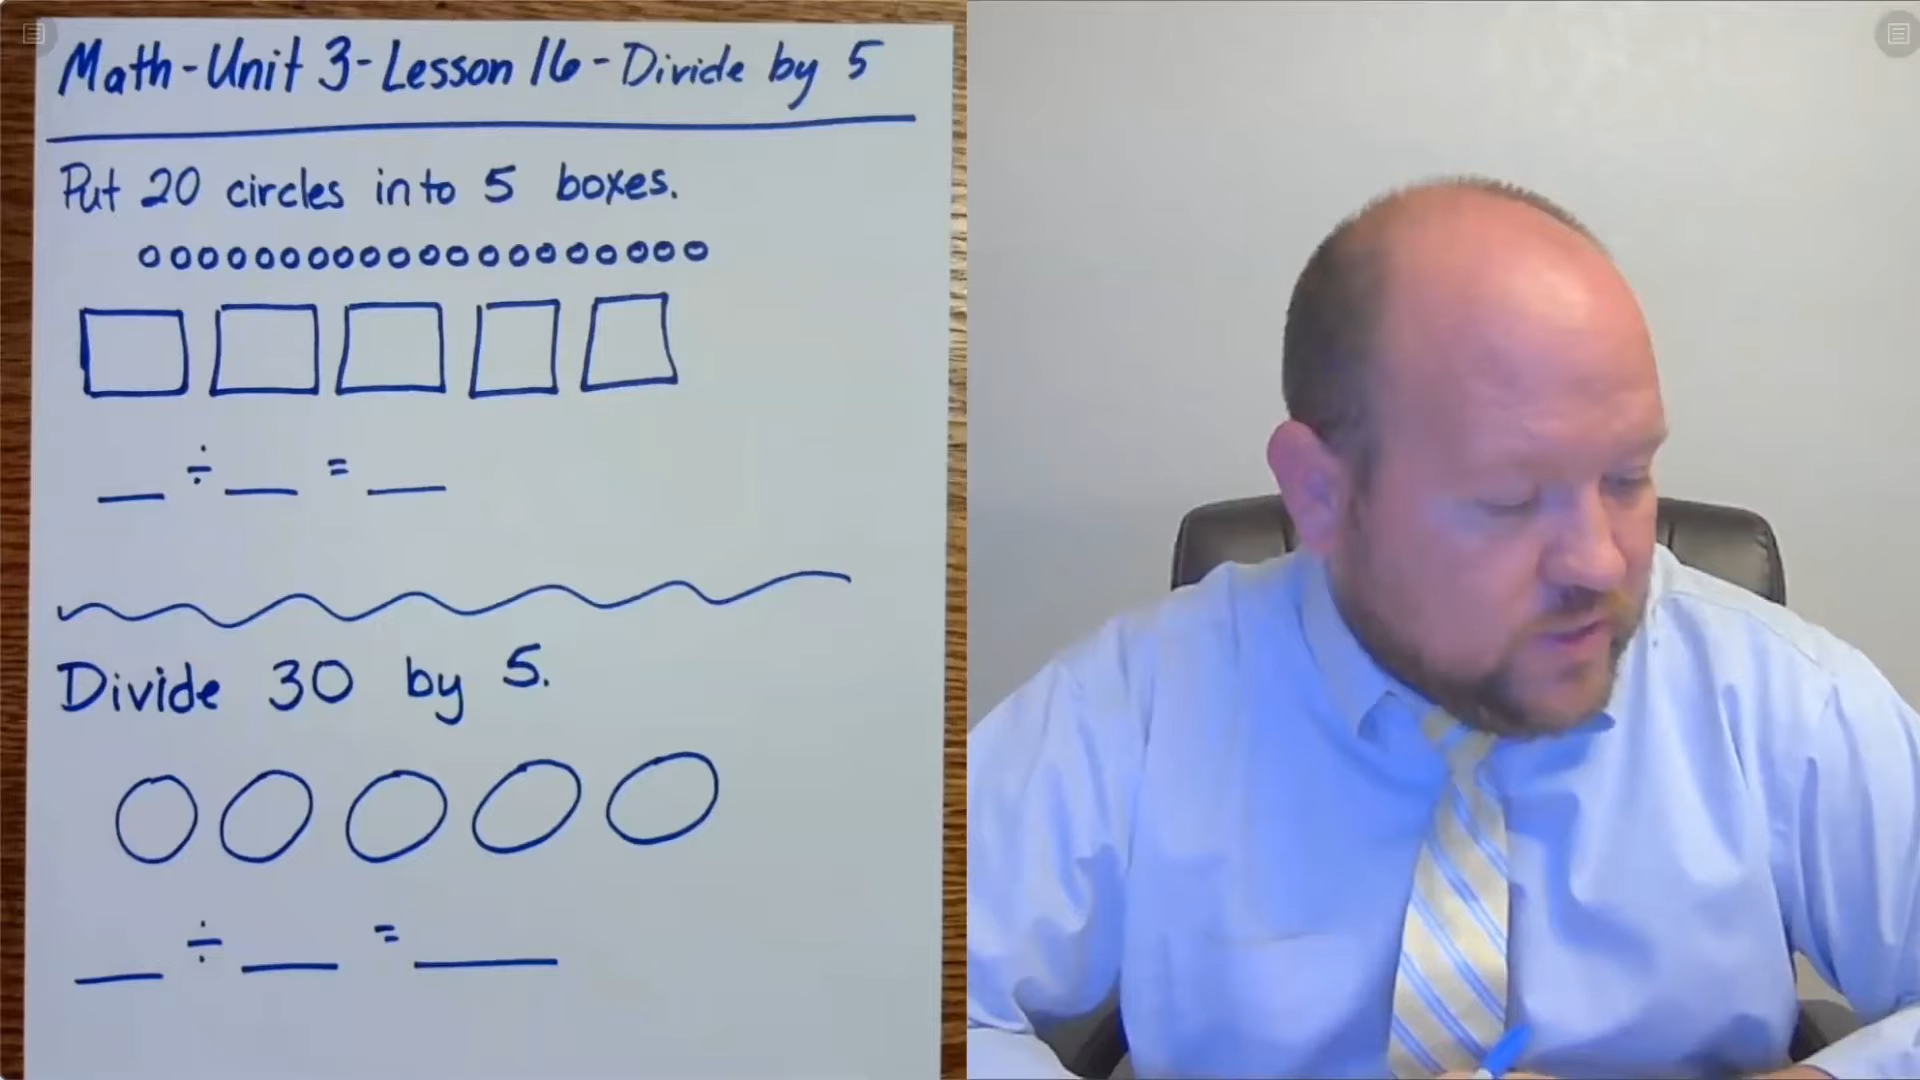 Math-Unit 3-Lesson 16-Divide by 5
Put 20 circles into 5 boxes.
__ ÷ __ = __
Divide 30 by 5.
__ ÷ __ = __